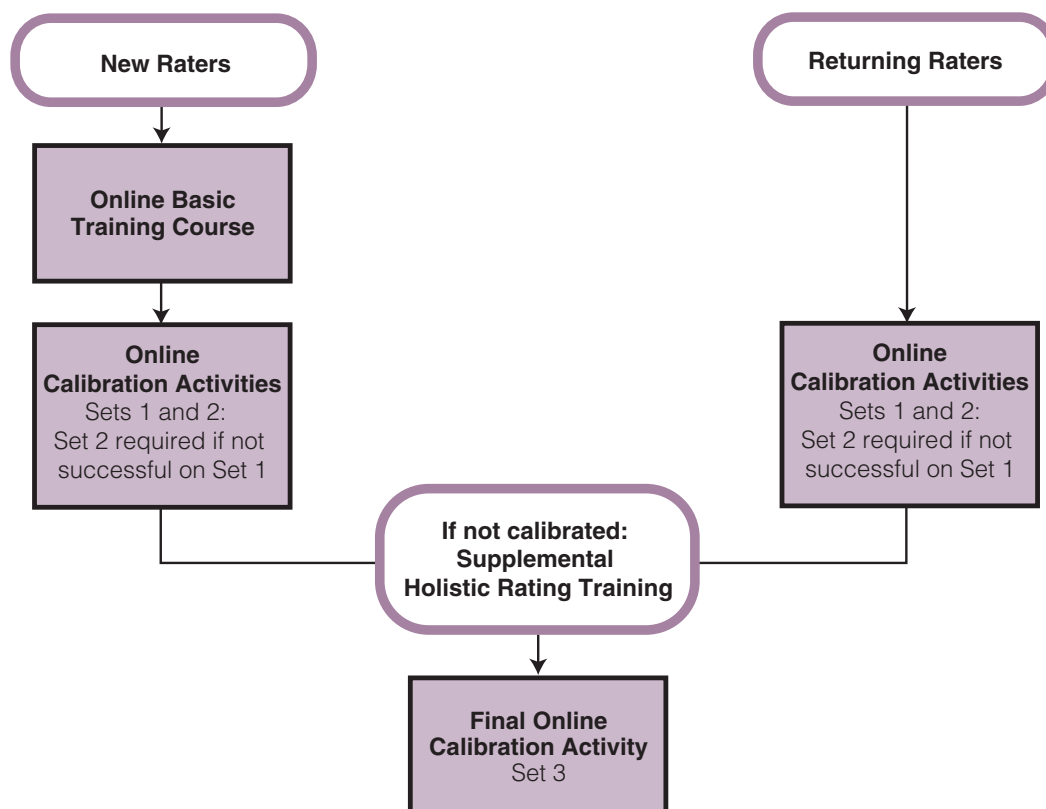 New Raters
Returning Raters
Online Basic
Training Course
Online
Calibration Activities
Sets 1 and 2:
Set 2 required if not
successful on Set 1
Online
Calibration Activities
Sets 1 and 2:
Set 2 required if not
successful on Set 1
If not calibrated:
Supplemental
Holistic Rating Training
Final Online
Calibration Activity
Set 3